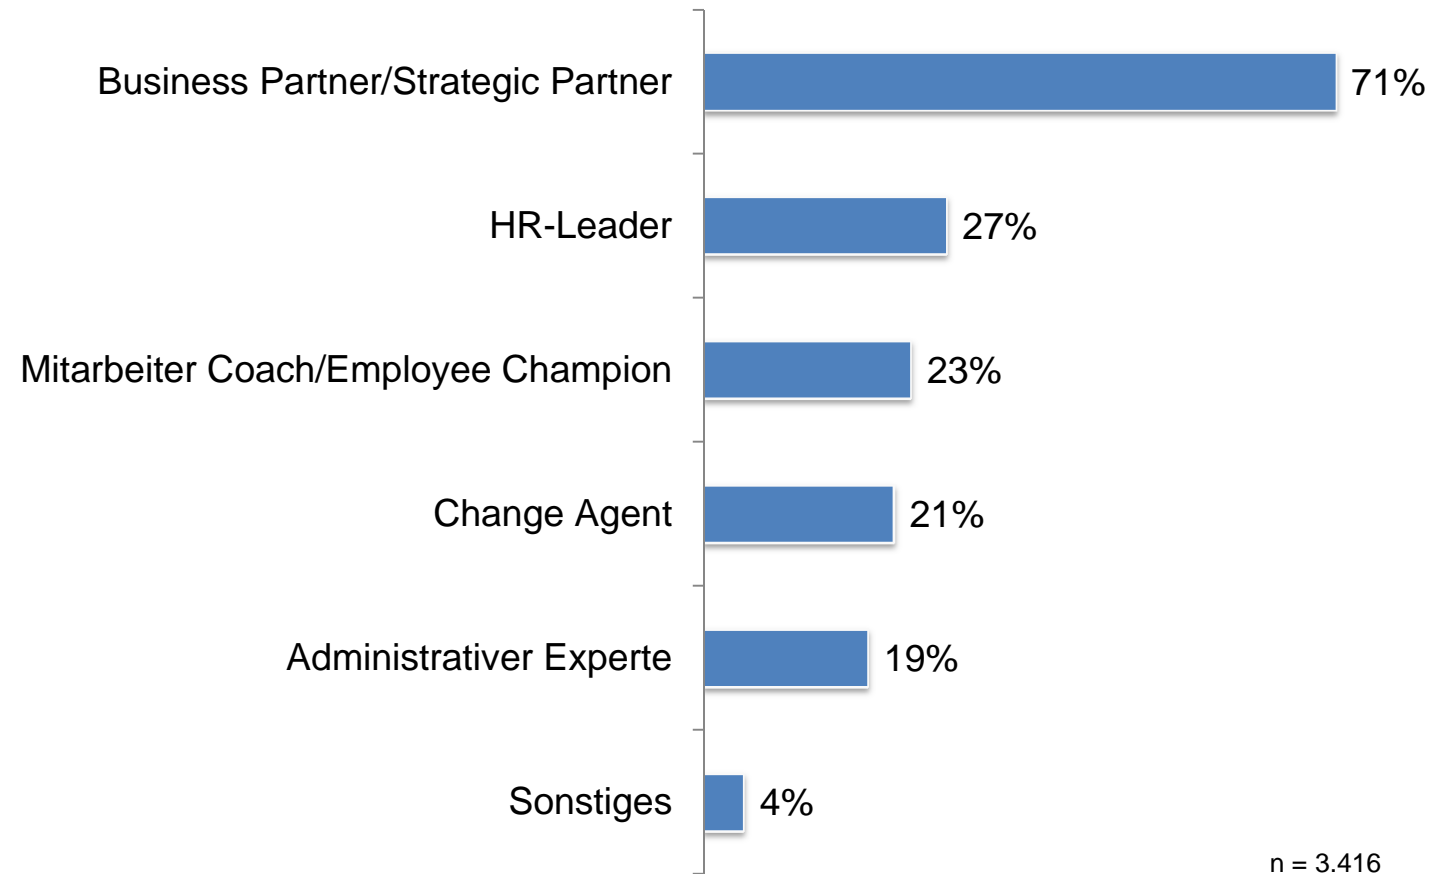 Business Partner/Strategic Partner 71%
HR-Leader 27%
Mitarbeiter Coach/Employee Champion 23%
Change Agent 21%
Administrativer Experte 19%
Sonstiges 4%
n = 3.416